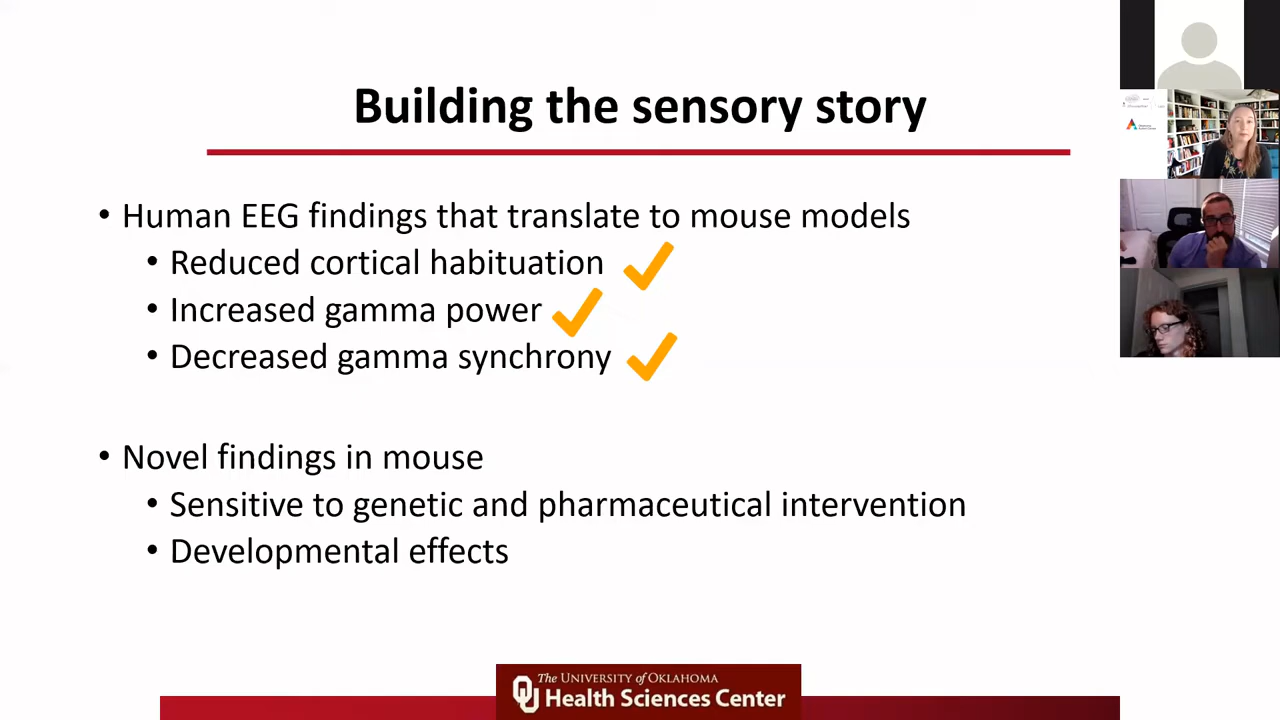 Building the sensory story
• Human EEG findings that translate to mouse models
• Reduced cortical habituation
• Increased gamma power
• Decreased gamma synchrony
• Novel findings in mouse
• Sensitive to genetic and pharmaceutical intervention
• Developmental effects
The UNIVERSITY of OKLAHOMA
Health Sciences Center